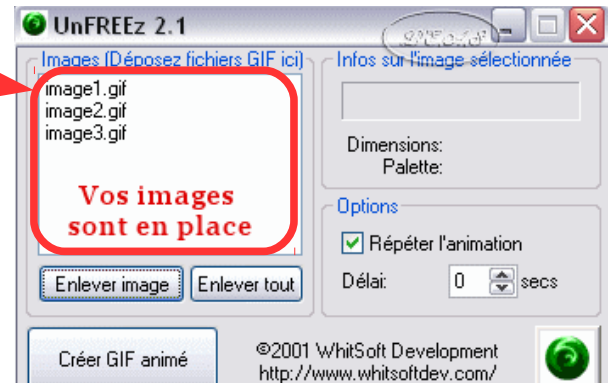 UnFREEz 2.1
Images (Déposez fichiers GIF ici)
image1.gif
image2.gif
image3.gif
Vos images
sont en place
Enlever image
Enlever tout
Infos sur l'image sélectionnée
Dimensions:
Palette:
Options
Répéter l'animation
Délai:
0
secs
Créer GIF animé
©2001 WhitSoft Development
http://www.whitsoftdev.com/